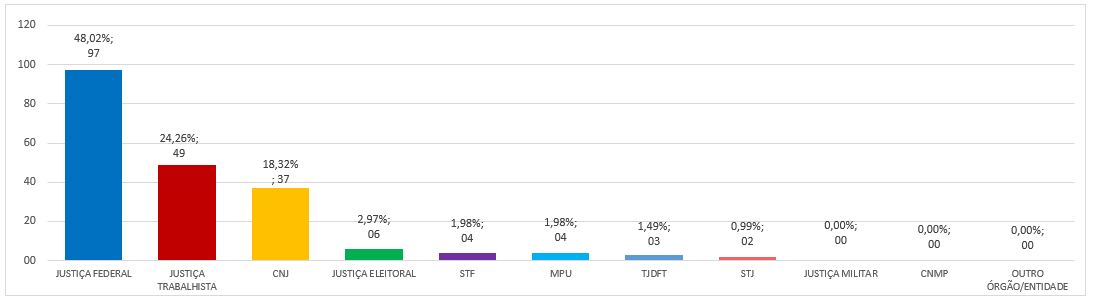 120
100
80
60
40
20
00
48,02%;
97
24,26%;
49
18,32%
; 37
2,97%;
06
1,98%;
04
1,98%;
04
1,49%;
03
0,99%;
02
0,00%;
00
0,00%;
00
0,00%;
00
JUSTIÇA FEDERAL
JUSTIÇA
TRABALHISTA
CNJ
JUSTIÇA ELEITORAL
STF
MPU
TJDFT
STJ
JUSTIÇA MILITAR
CNMP
OUTRO
ÓRGÃO/ENTIDADE